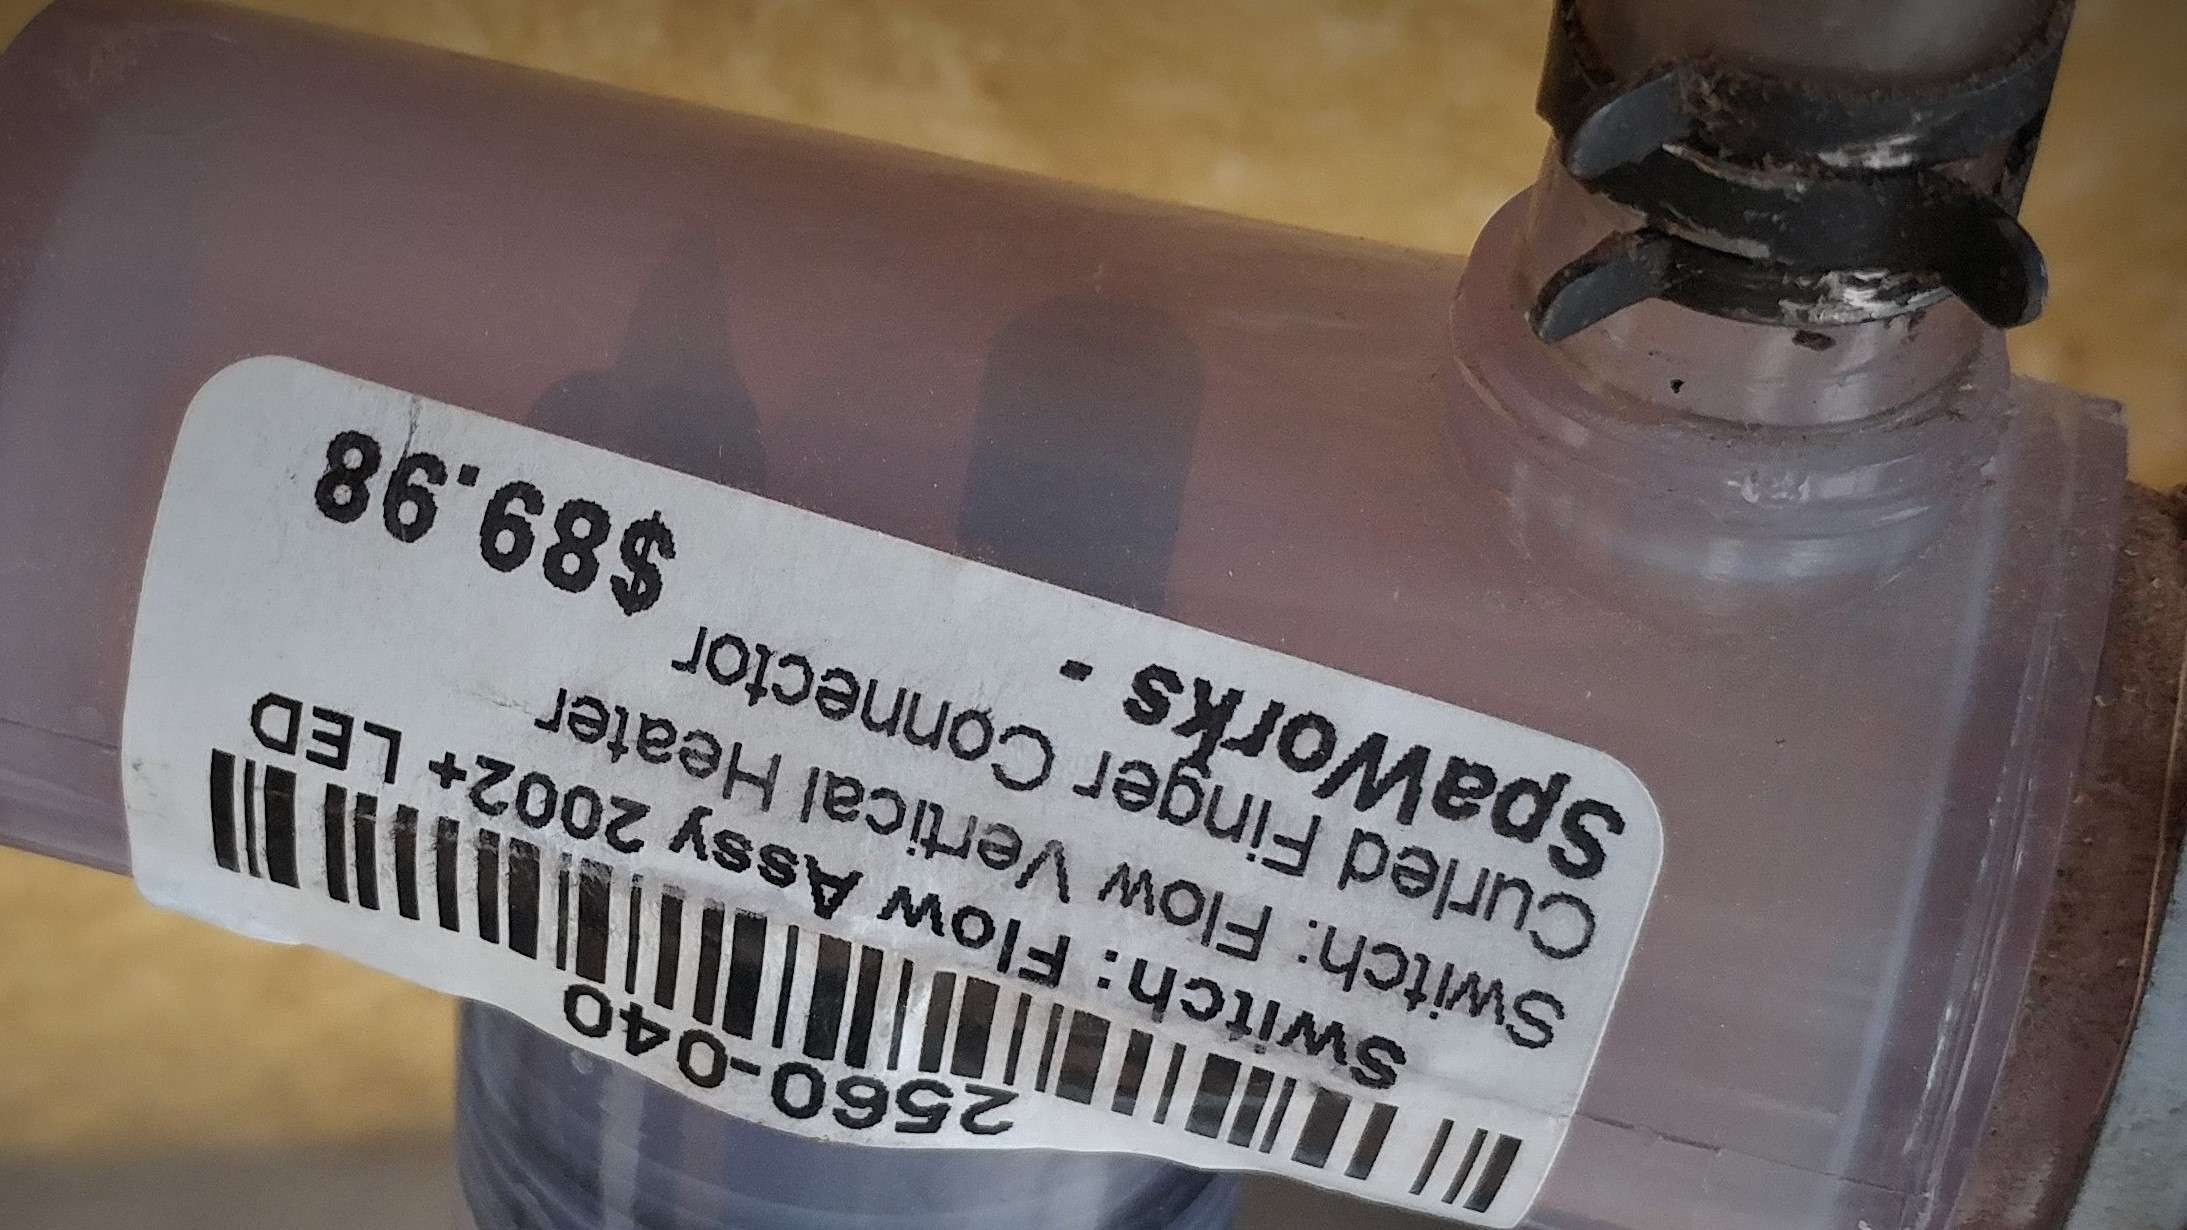 2560-040
Switch: Flow Assy 2002+ LED
Switch: Flow Vertical Heater
Curled Finger Connector
SpaWorks -
$89.98